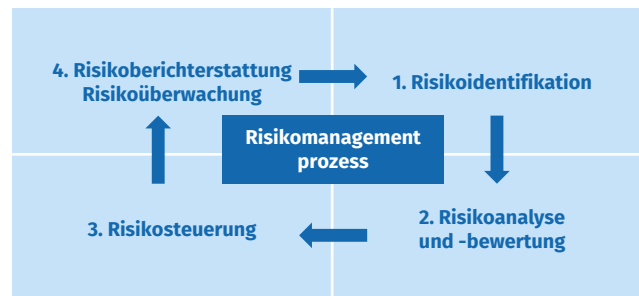 4. Risikoberichterstattung
Risikoüberwachung
1. Risikoidentifikation
Risikomanagement
prozess
3. Risikosteuerung
2. Risikoanalyse
und -bewertung